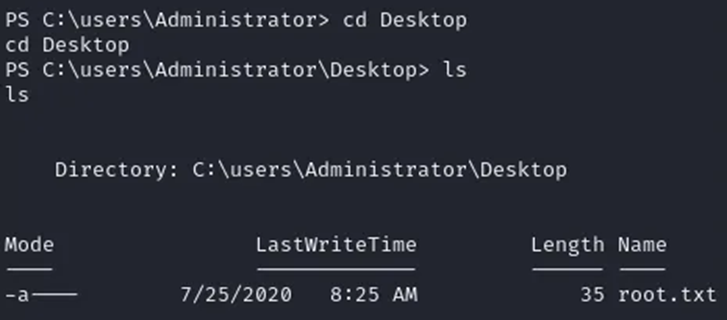 PS C:\users\Administrator> cd Desktop
cd Desktop
PS C:\users\Administrator\Desktop> ls
ls
Directory: C:\users\Administrator\Desktop
Mode LastWriteTime Length Name
---- ------------- ------ ----
-a---- 7/25/2020 8:25 AM 35 root.txt